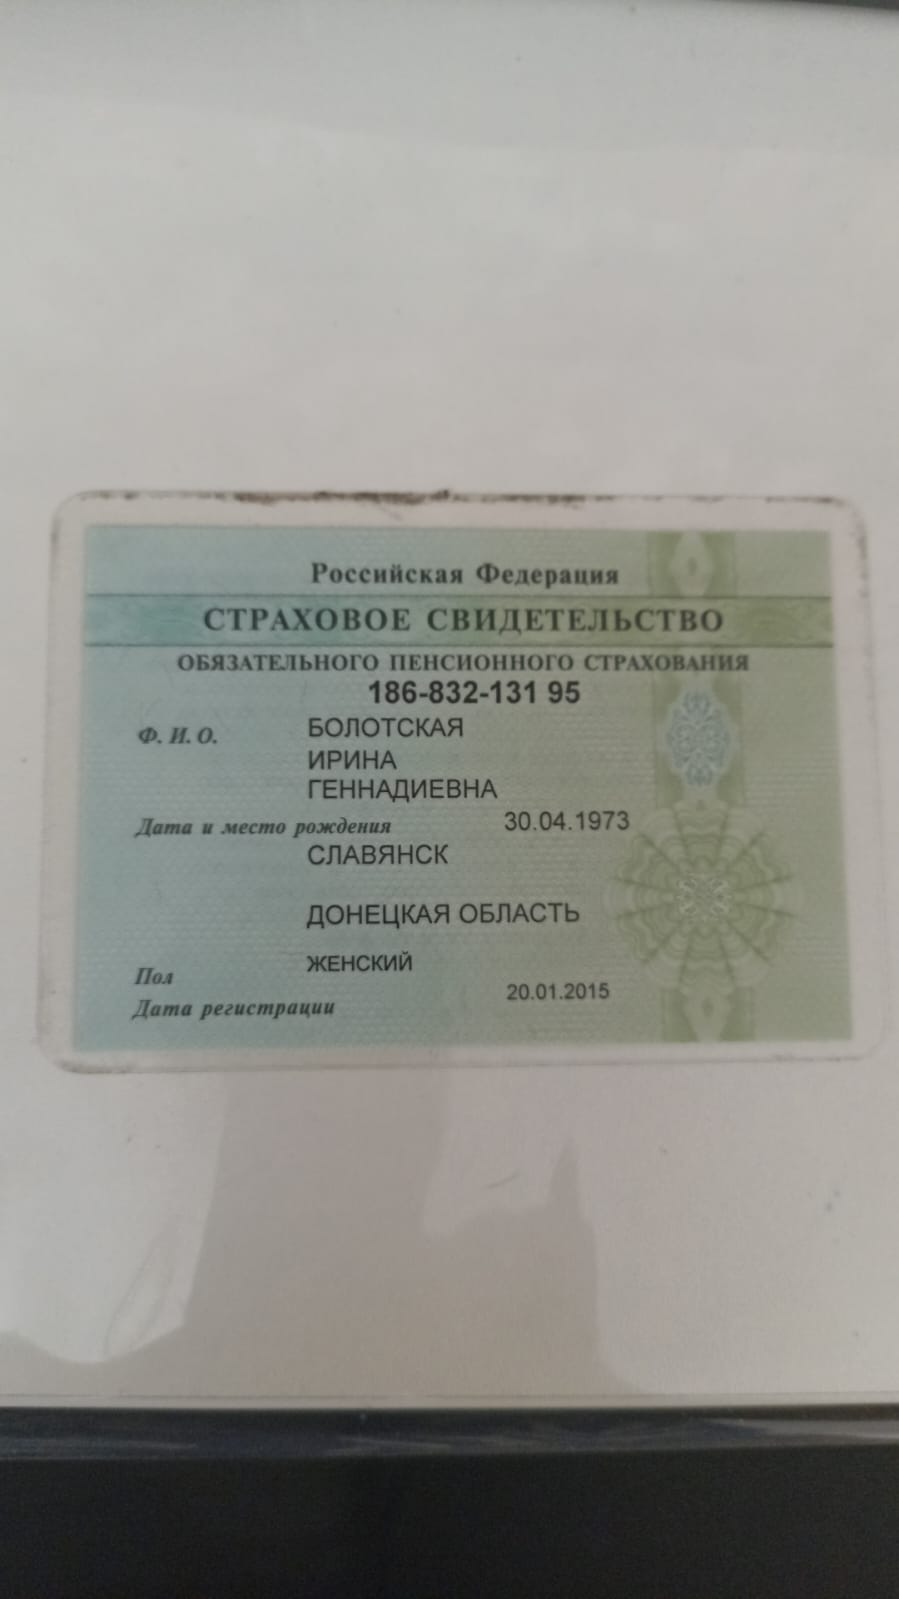 Российская Федерация
СТРАХОВОЕ СВИДЕТЕЛЬСТВО
ОБЯЗАТЕЛЬНОГО ПЕНСИОННОГО СТРАХОВАНИЯ
186-832-131 95
Ф. И. О. БОЛОТСКАЯ
ИРИНА
ГЕННАДИЕВНА
Дата и место рождения 30.04.1973
СЛАВЯНСК
ДОНЕЦКАЯ ОБЛАСТЬ
Пол ЖЕНСКИЙ
Дата регистрации 20.01.2015